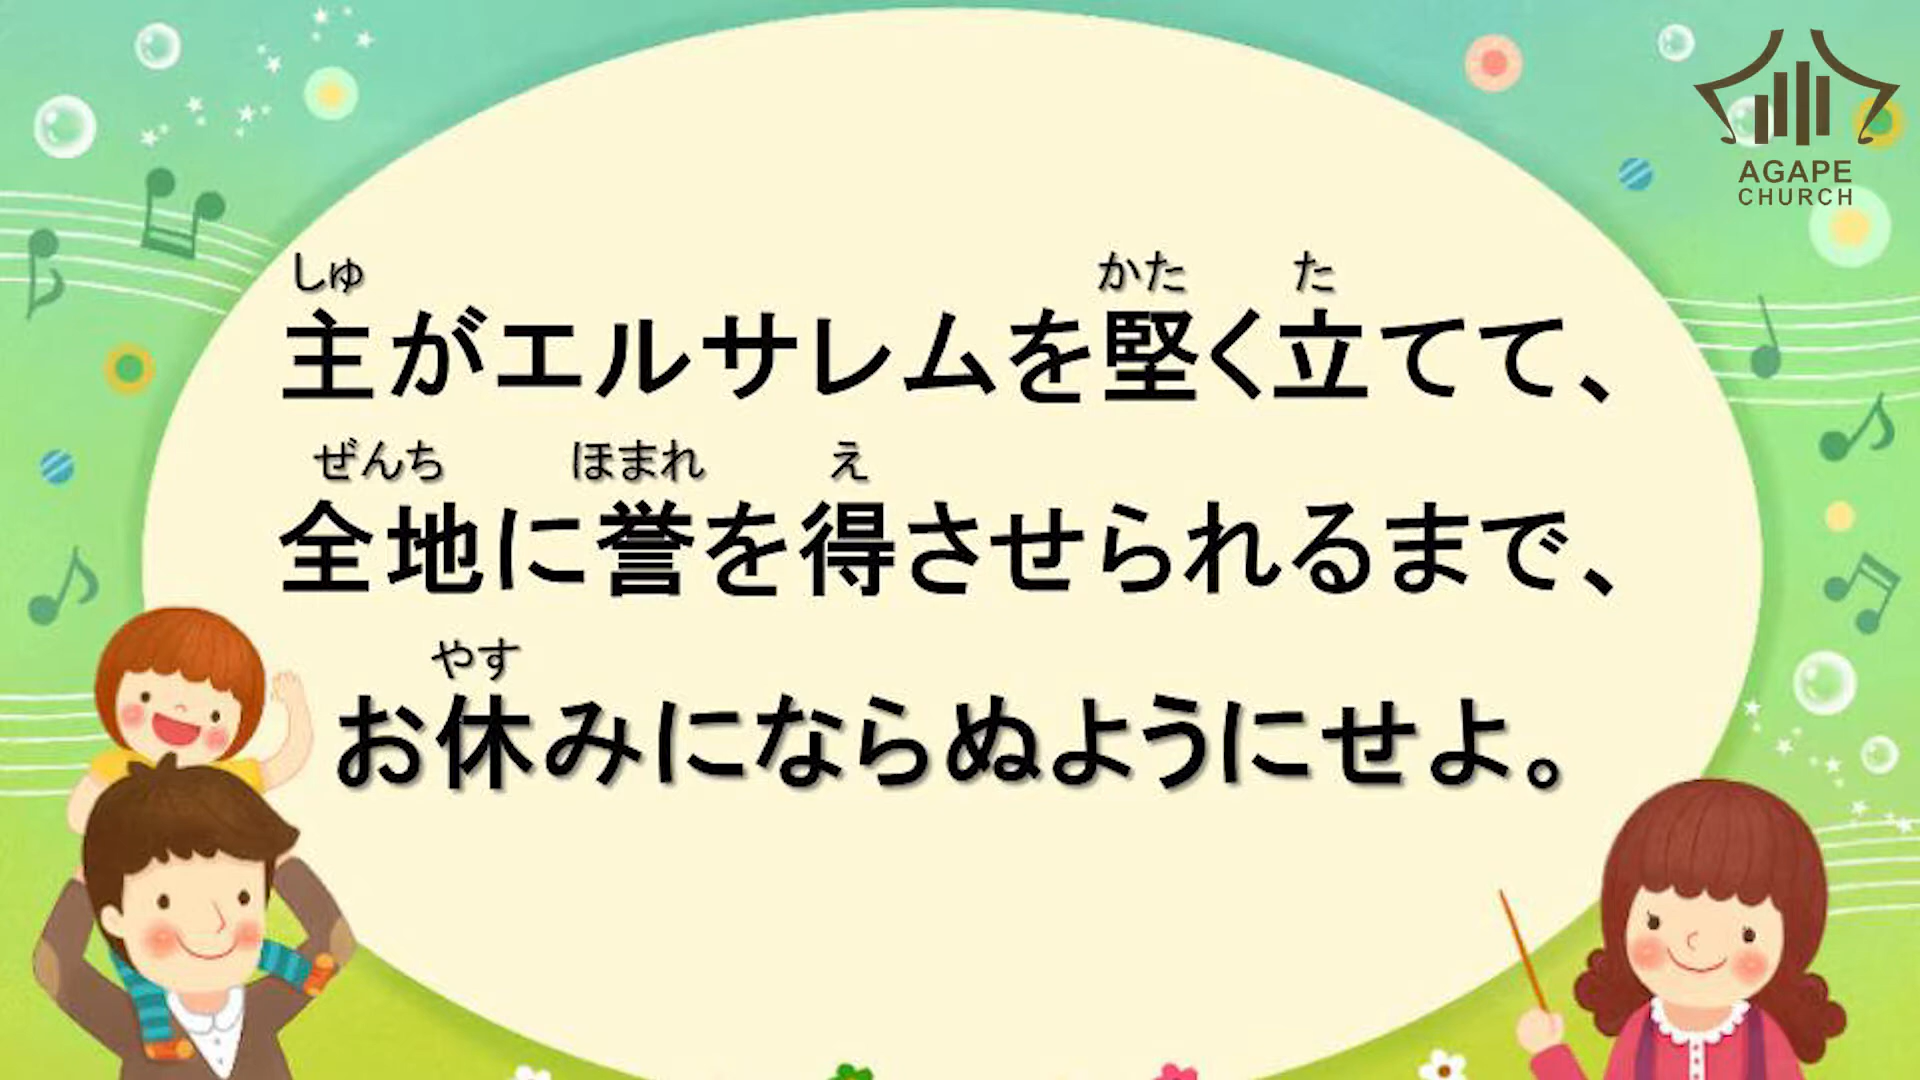 AGAPE
CHURCH
しゅ かた た
主がエルサレムを堅く立てて、
ぜんち ほまれ え
全地に誉を得させられるまで、
やす
お休みにならぬようにせよ。